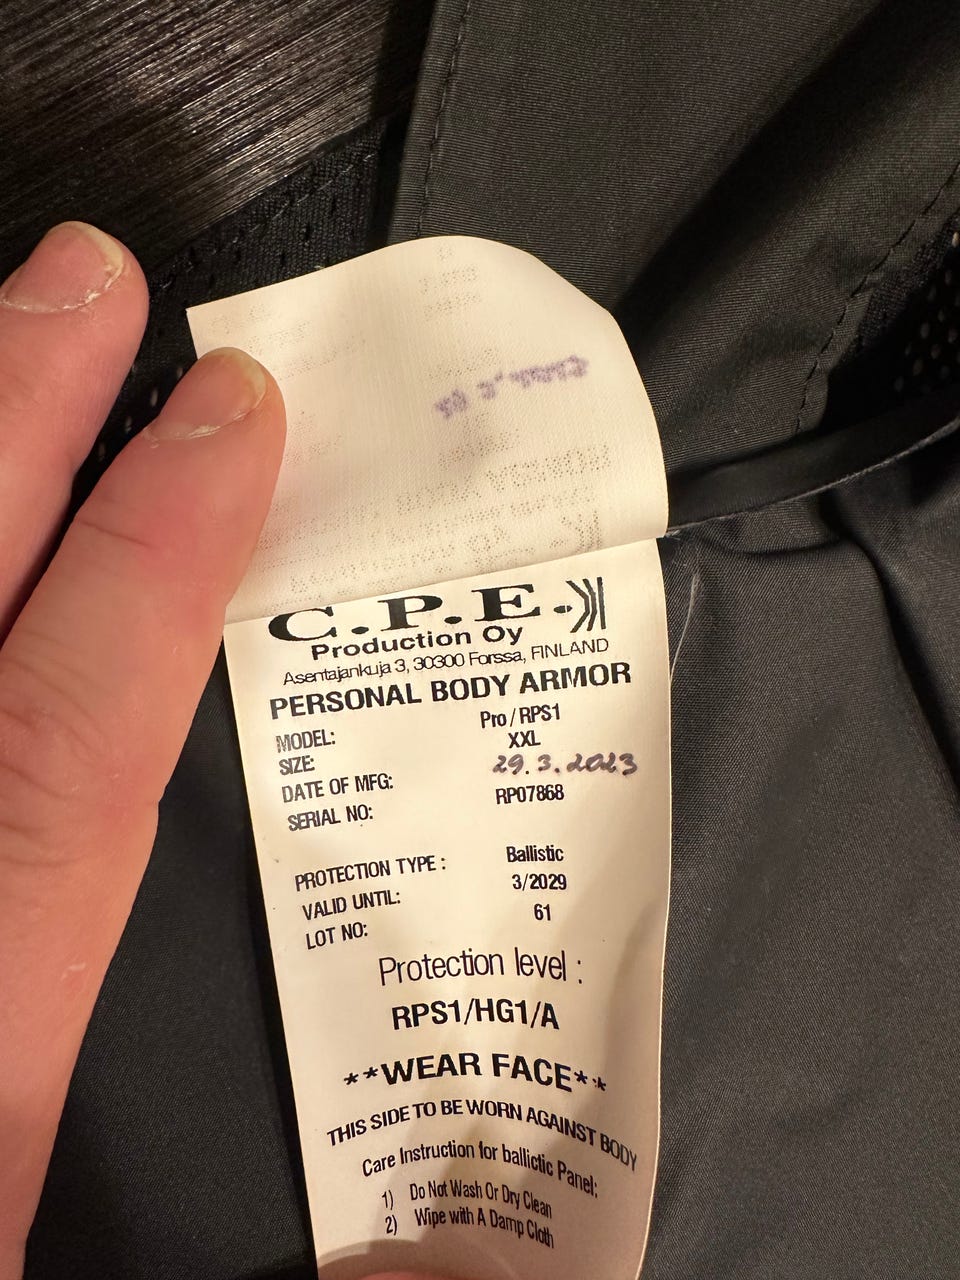 C.P.E.
Production Oy
Asentajankuja 3, 30300 Forssa, FINLAND
PERSONAL BODY ARMOR
MODEL: Pro / RPS1
SIZE: XXL
DATE OF MFG: 29.3.2023
SERIAL NO: RP07868
PROTECTION TYPE : Ballistic
VALID UNTIL: 3/2029
LOT NO: 61
Protection level :
RPS1/HG1/A
**WEAR FACE**
THIS SIDE TO BE WORN AGAINST BODY
Care Instruction for ballictic Panel:
1) Do Not Wash Or Dry Clean
2) Wipe with A Damp Cloth